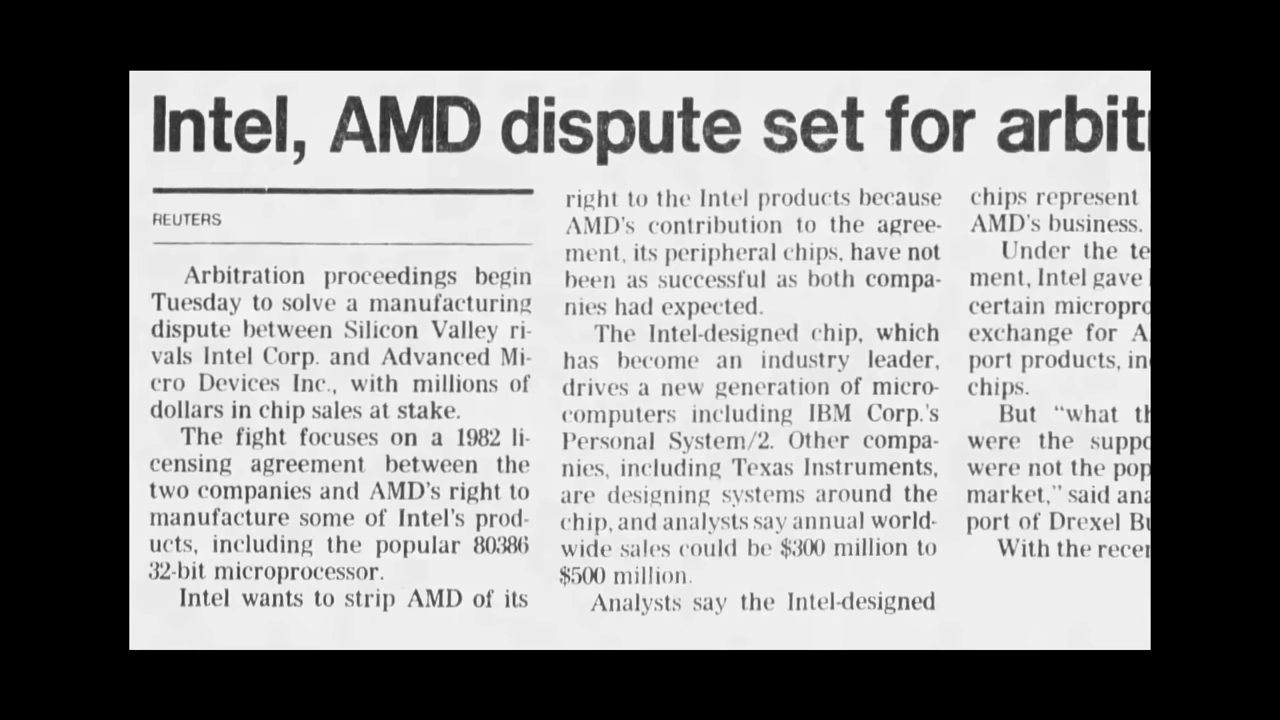 Intel, AMD dispute set for arbit
REUTERS
Arbitration proceedings begin
Tuesday to solve a manufacturing
dispute between Silicon Valley ri-
vals Intel Corp. and Advanced Mi-
cro Devices Inc., with millions of
dollars in chip sales at stake.
The fight focuses on a 1982 li-
censing agreement between the
two companies and AMD's right to
manufacture some of Intel's prod-
ucts, including the popular 80386
32-bit microprocessor.
Intel wants to strip AMD of its
right to the Intel products because
AMD's contribution to the agree-
ment, its peripheral chips, have not
been as successful as both compa-
nies had expected.
The Intel-designed chip, which
has become an industry leader,
drives a new generation of micro-
computers including IBM Corp.'s
Personal System/2. Other compa-
nies, including Texas Instruments,
are designing systems around the
chip, and analysts say annual world-
wide sales could be $300 million to
$500 million.
Analysts say the Intel-designed
chips represent
AMD's business.
Under the te
ment, Intel gave
certain micropro
exchange for A
port products, in
chips.
But "what th
were the suppo
were not the pop
market," said ana
port of Drexel Bu
With the recen